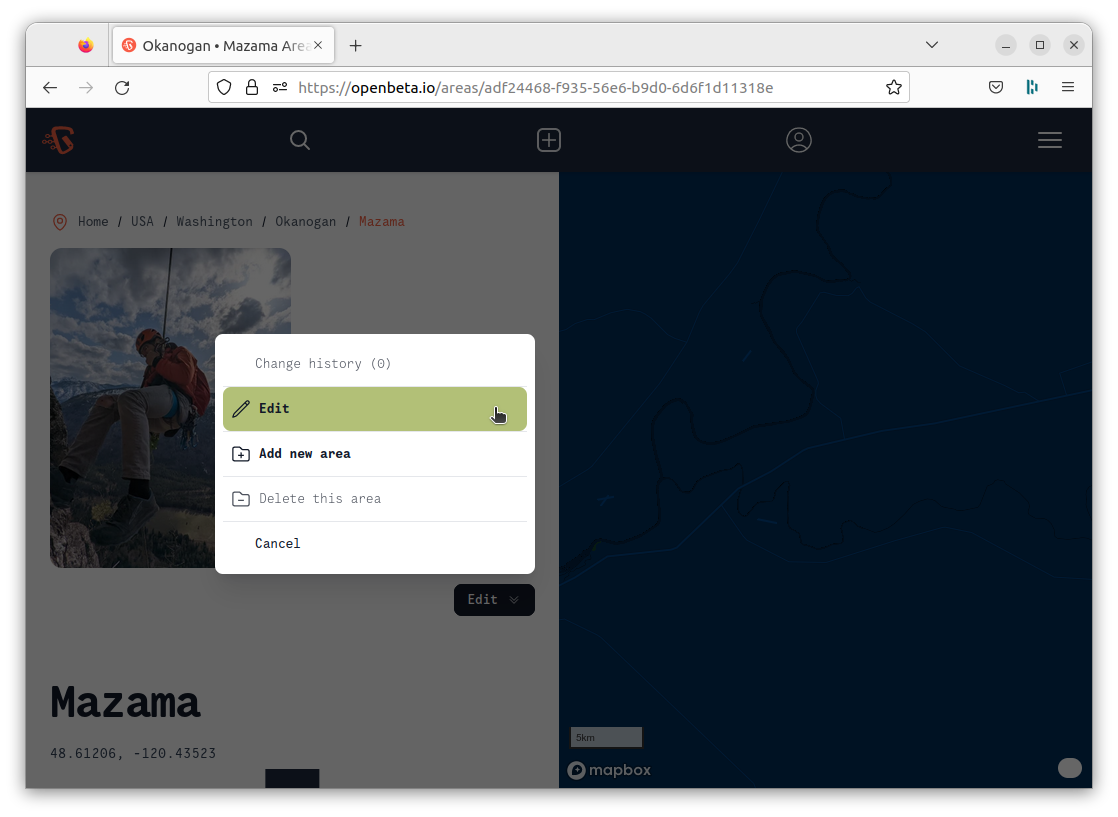 Okanogan • Mazama Area
https://openbeta.io/areas/adf24468-f935-56e6-b9d0-6d6f1d11318e
Home / USA / Washington / Okanogan / Mazama
Change history (0)
Edit
Add new area
Delete this area
Cancel
Edit
Mazama
48.61206, -120.43523
5km
mapbox